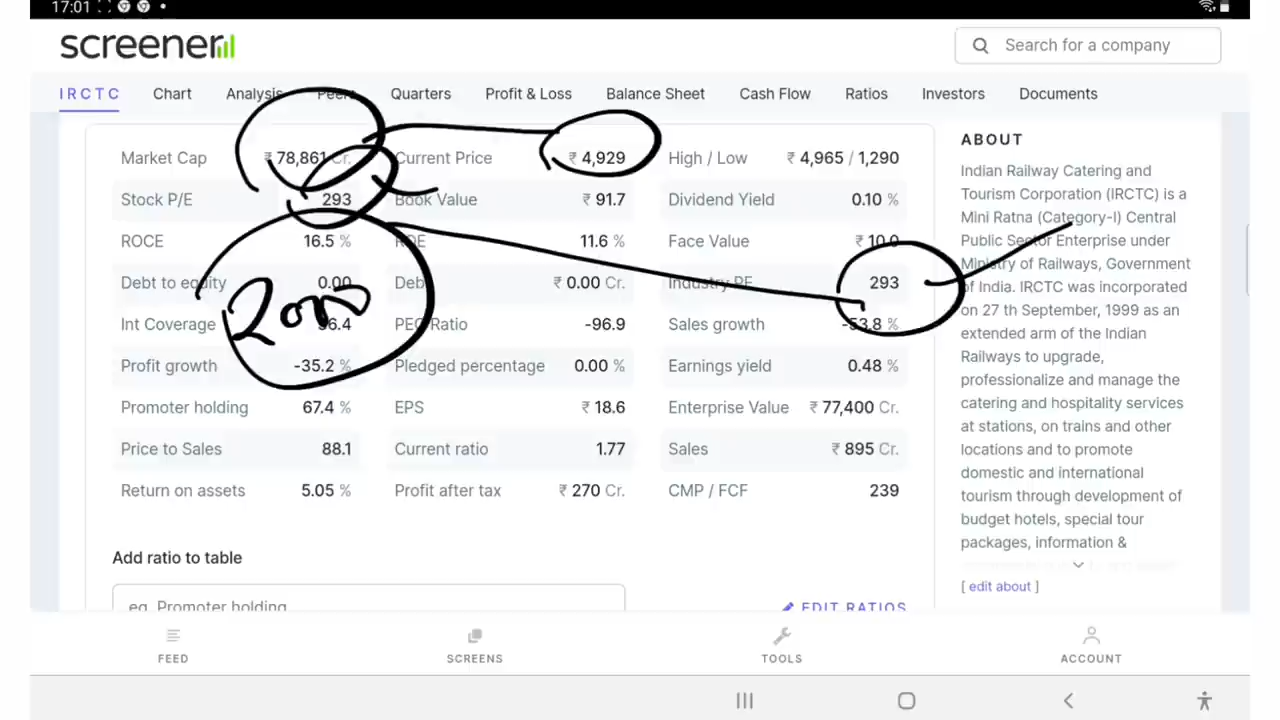 17:01
screener
Search for a company
IRCTC Chart Analysis Peers Quarters Profit & Loss Balance Sheet Cash Flow Ratios Investors Documents
Market Cap ₹ 78,861 Cr. Current Price ₹ 4,929 High / Low ₹ 4,965 / 1,290
Stock P/E 293 Book Value ₹ 91.7 Dividend Yield 0.10 %
ROCE 16.5 % ROE 11.6 % Face Value ₹ 10.0
Debt to equity 0.00 Debt ₹ 0.00 Cr. Industry PE 293
Int Coverage 6.4 PEG Ratio -96.9 Sales growth -53.8 %
2000
Profit growth -35.2 % Pledged percentage 0.00 % Earnings yield 0.48 %
Promoter holding 67.4 % EPS ₹ 18.6 Enterprise Value ₹ 77,400 Cr.
Price to Sales 88.1 Current ratio 1.77 Sales ₹ 895 Cr.
Return on assets 5.05 % Profit after tax ₹ 270 Cr. CMP / FCF 239
Add ratio to table
eg. Promoter holding
EDIT RATIOS
ABOUT
Indian Railway Catering and
Tourism Corporation (IRCTC) is a
Mini Ratna (Category-I) Central
Public Sector Enterprise under
Ministry of Railways, Government
of India. IRCTC was incorporated
on 27 th September, 1999 as an
extended arm of the Indian
Railways to upgrade,
professionalize and manage the
catering and hospitality services
at stations, on trains and other
locations and to promote
domestic and international
tourism through development of
budget hotels, special tour
packages, information &
[ edit about ]
FEED SCREENS TOOLS ACCOUNT